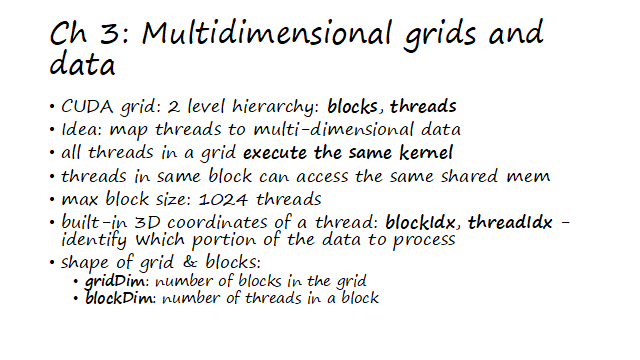 Ch 3: Multidimensional grids and
data
• CUDA grid: 2 level hierarchy: blocks, threads
• Idea: map threads to multi-dimensional data
• all threads in a grid execute the same kernel
• threads in same block can access the same shared mem
• max block size: 1024 threads
• built-in 3D coordinates of a thread: blockIdx, threadIdx -
identify which portion of the data to process
• shape of grid & blocks:
• gridDim: number of blocks in the grid
• blockDim: number of threads in a block